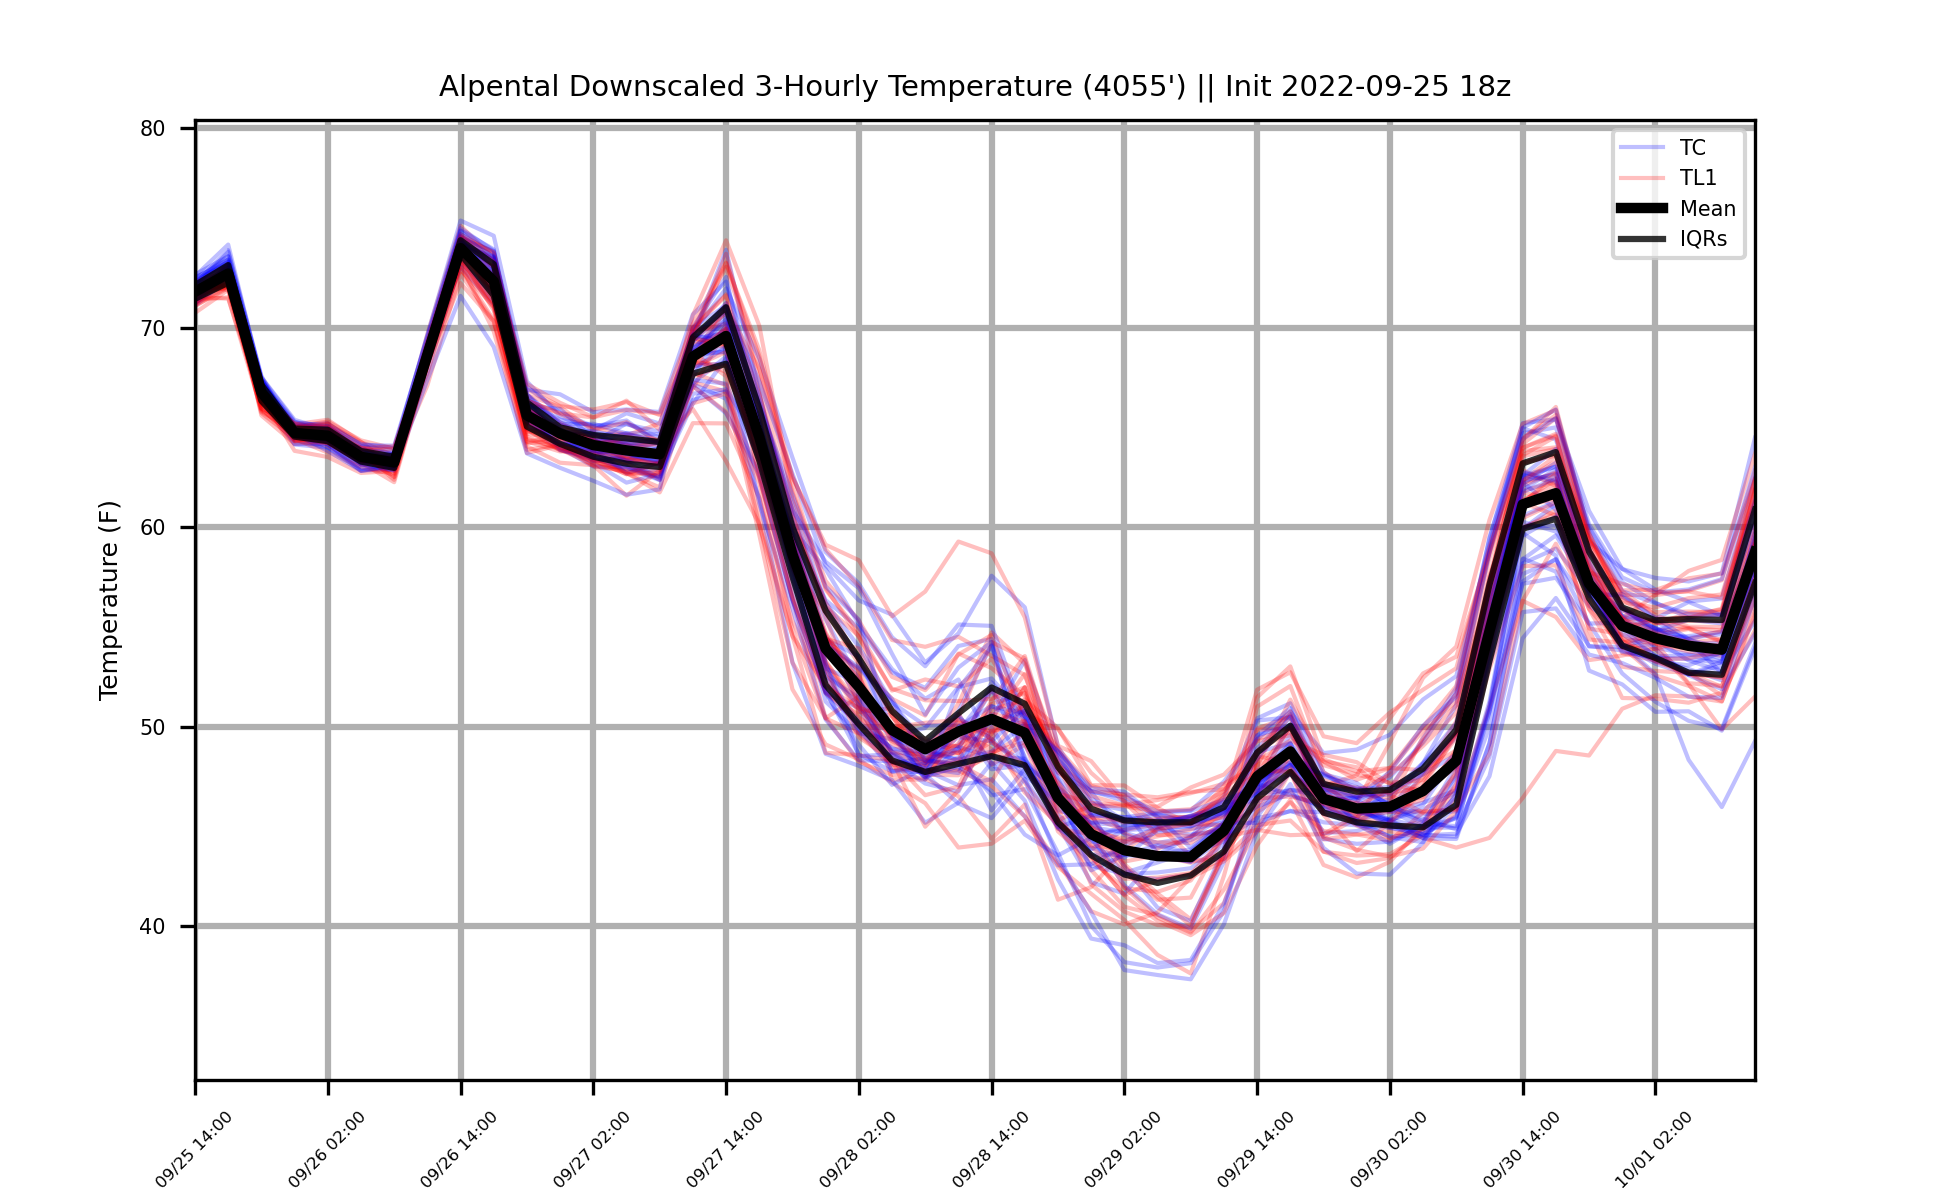 Alpental Downscaled 3-Hourly Temperature (4055') || Init 2022-09-25 18z
TC
TL1
Mean
IQRs
Temperature (F)
80
70
60
50
40
09/25 14:00
09/26 02:00
09/26 14:00
09/27 02:00
09/27 14:00
09/28 02:00
09/28 14:00
09/29 02:00
09/29 14:00
09/30 02:00
09/30 14:00
10/01 02:00